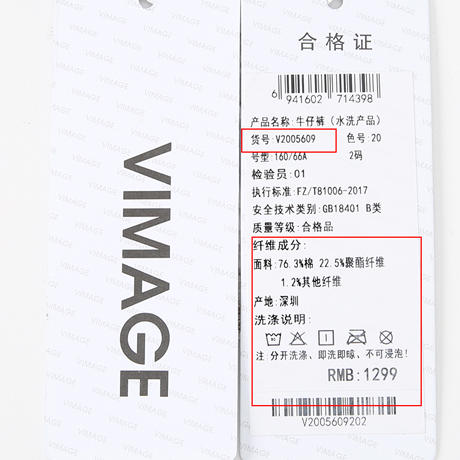 VIMAGE
合格证
6 941602 714398
产品名称:牛仔裤（水洗产品）
货号:V2005609 色号:20
号型:160/66A 2码
检验员:01
执行标准:FZ/T81006-2017
安全技术类别:GB18401 B类
质量等级:合格品
纤维成分:
面料:76.3%棉 22.5%聚酯纤维
1.2%其他纤维
产地:深圳
洗涤说明:
注:分开洗涤、即洗即晾、不可浸泡!
RMB:1299
V2005609202